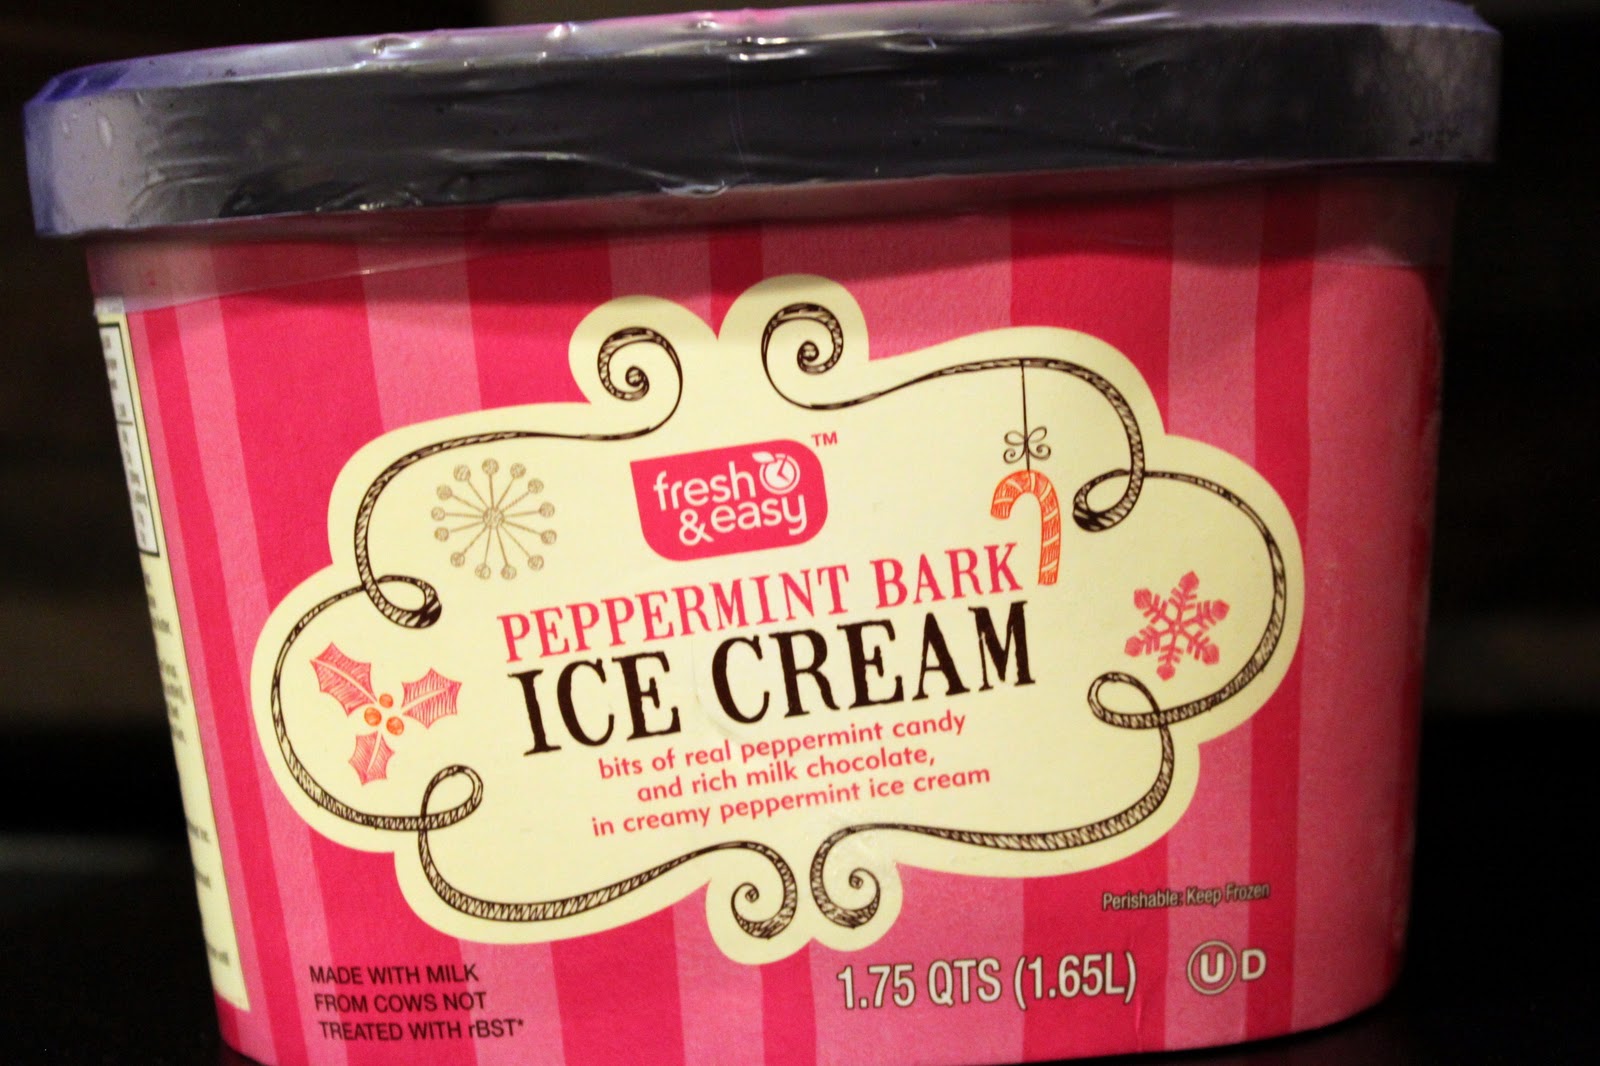 fresh
& easy
TM
PEPPERMINT BARK
ICE CREAM
bits of real peppermint candy
and rich milk chocolate,
in creamy peppermint ice cream
Perishable: Keep Frozen
MADE WITH MILK
FROM COWS NOT
TREATED WITH rBST*
1.75 QTS (1.65L)
U D